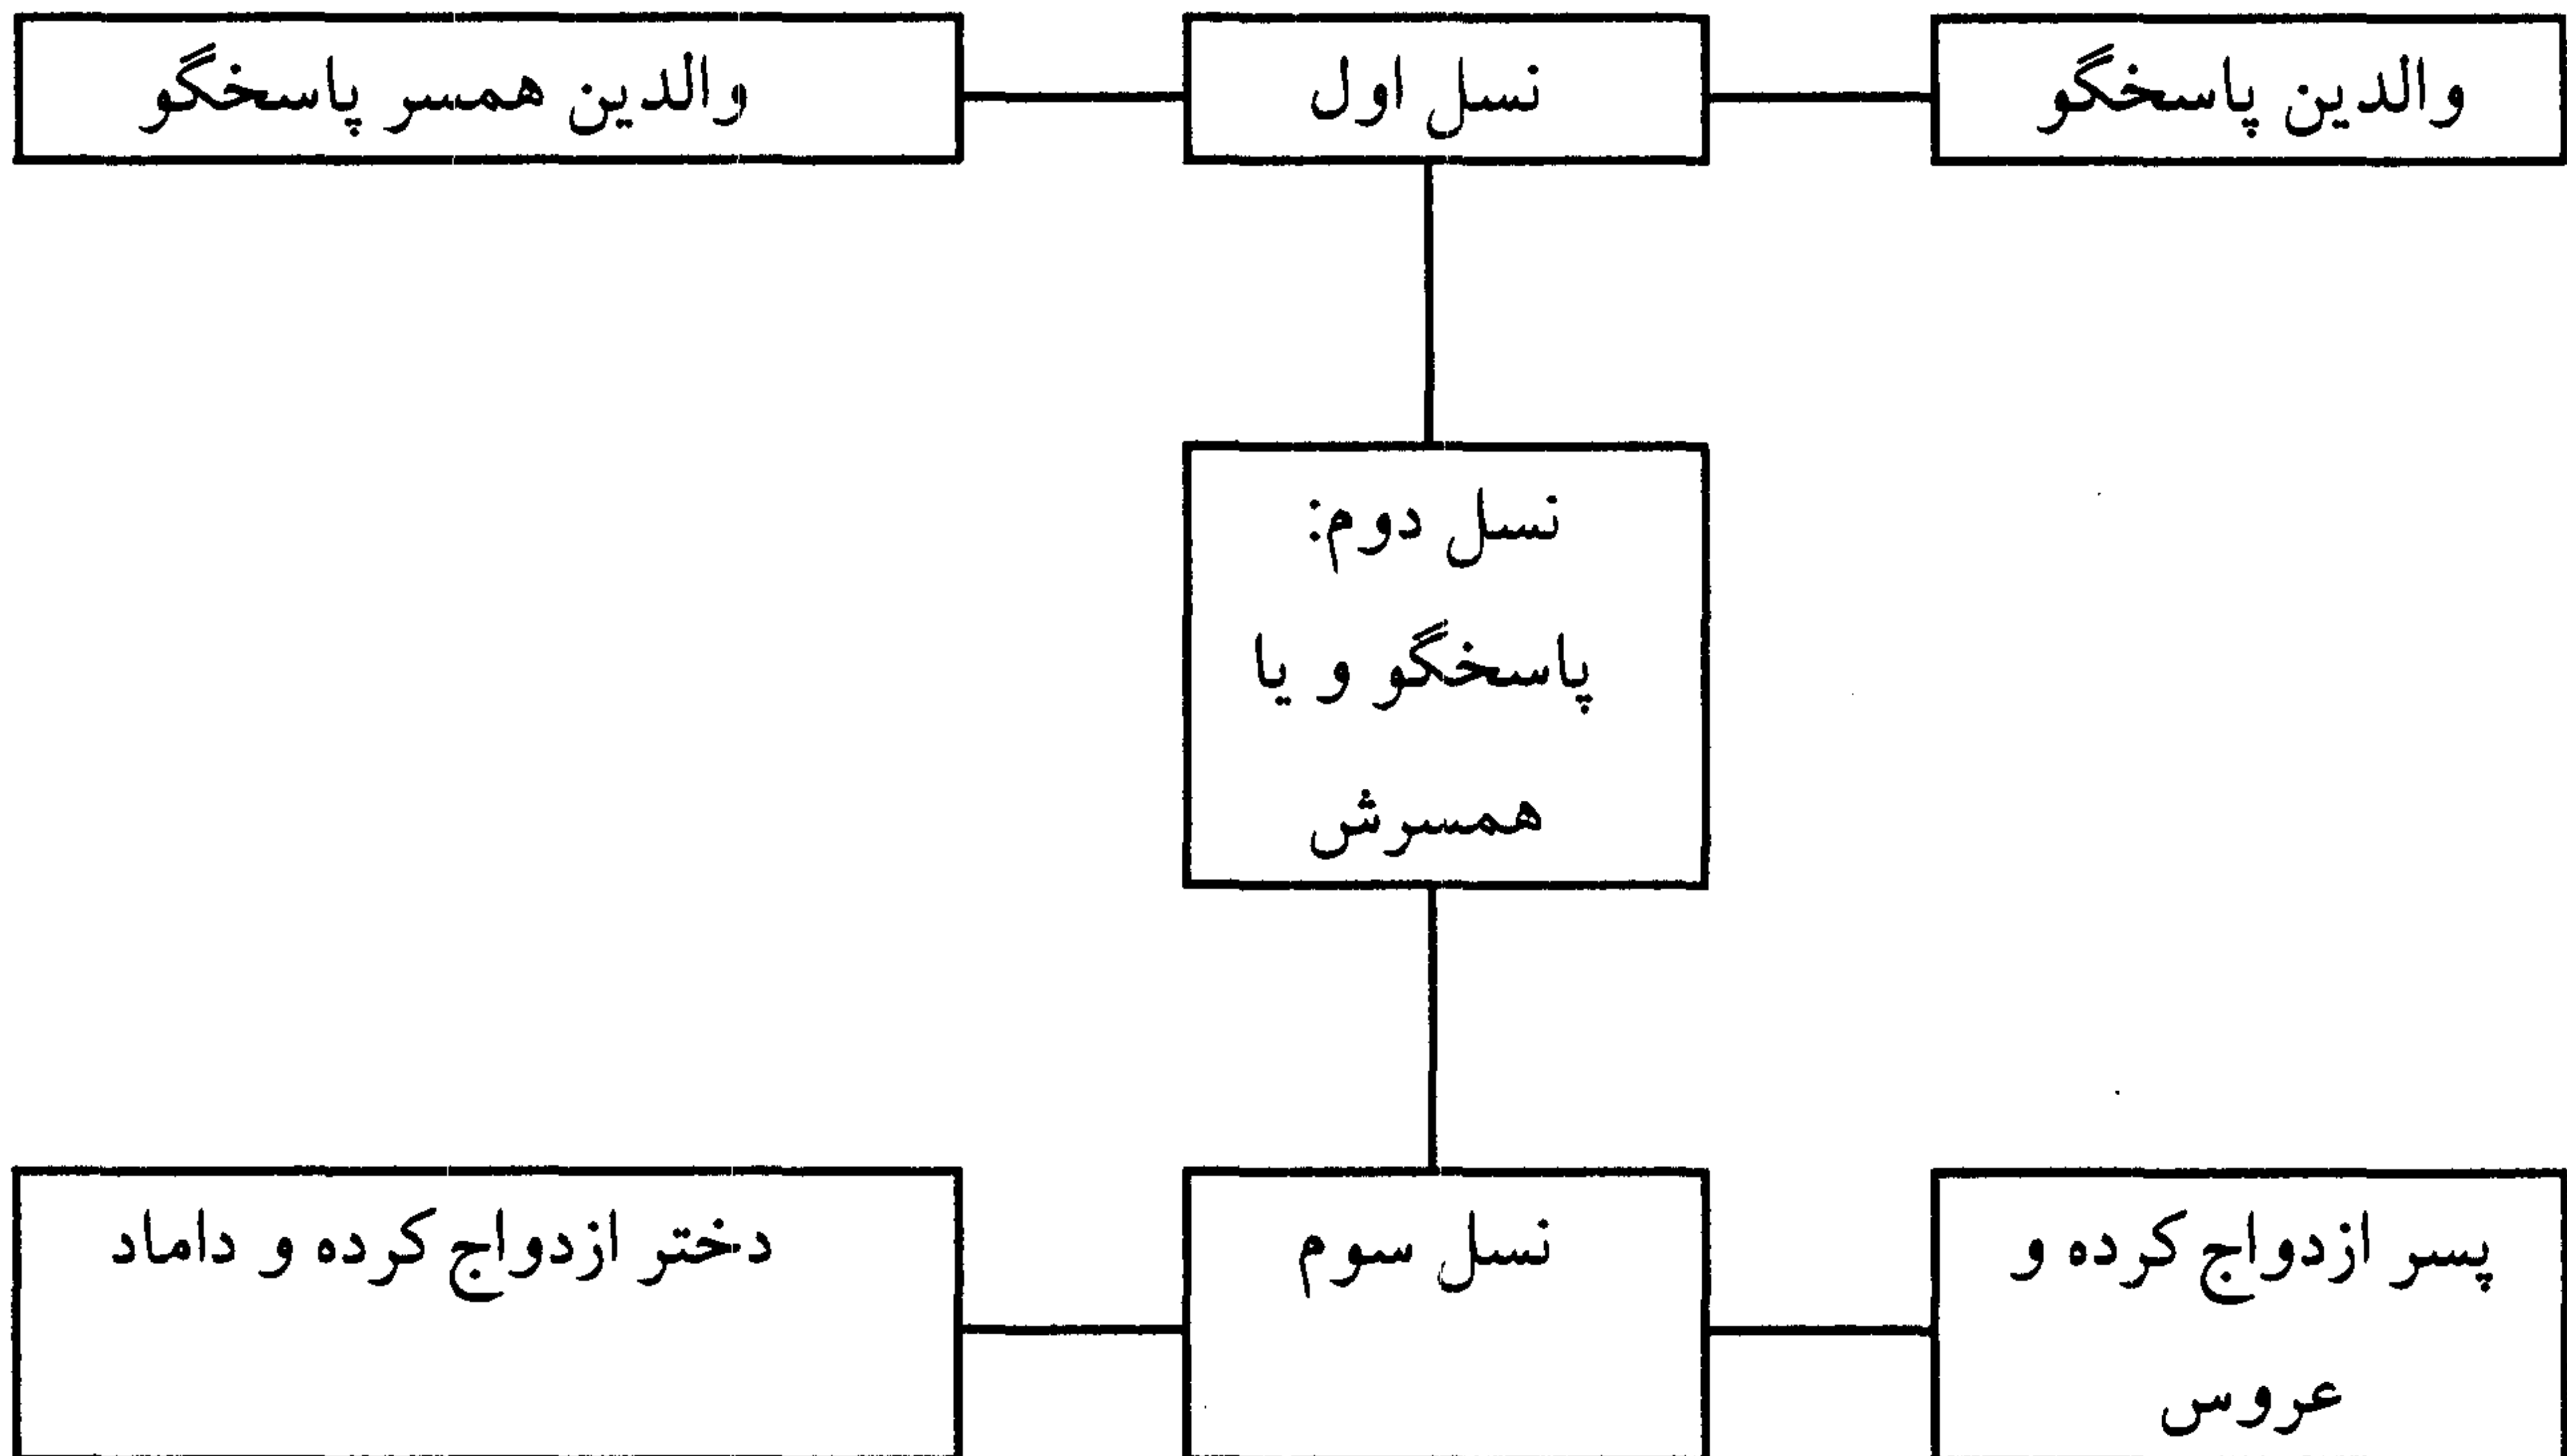 والدین پاسخگو
نسل اول
والدین همسر پاسخگو
نسل دوم:
پاسخگو و یا
همسرش
پسر ازدواج کرده و
عروس
نسل سوم
دختر ازدواج کرده و داماد